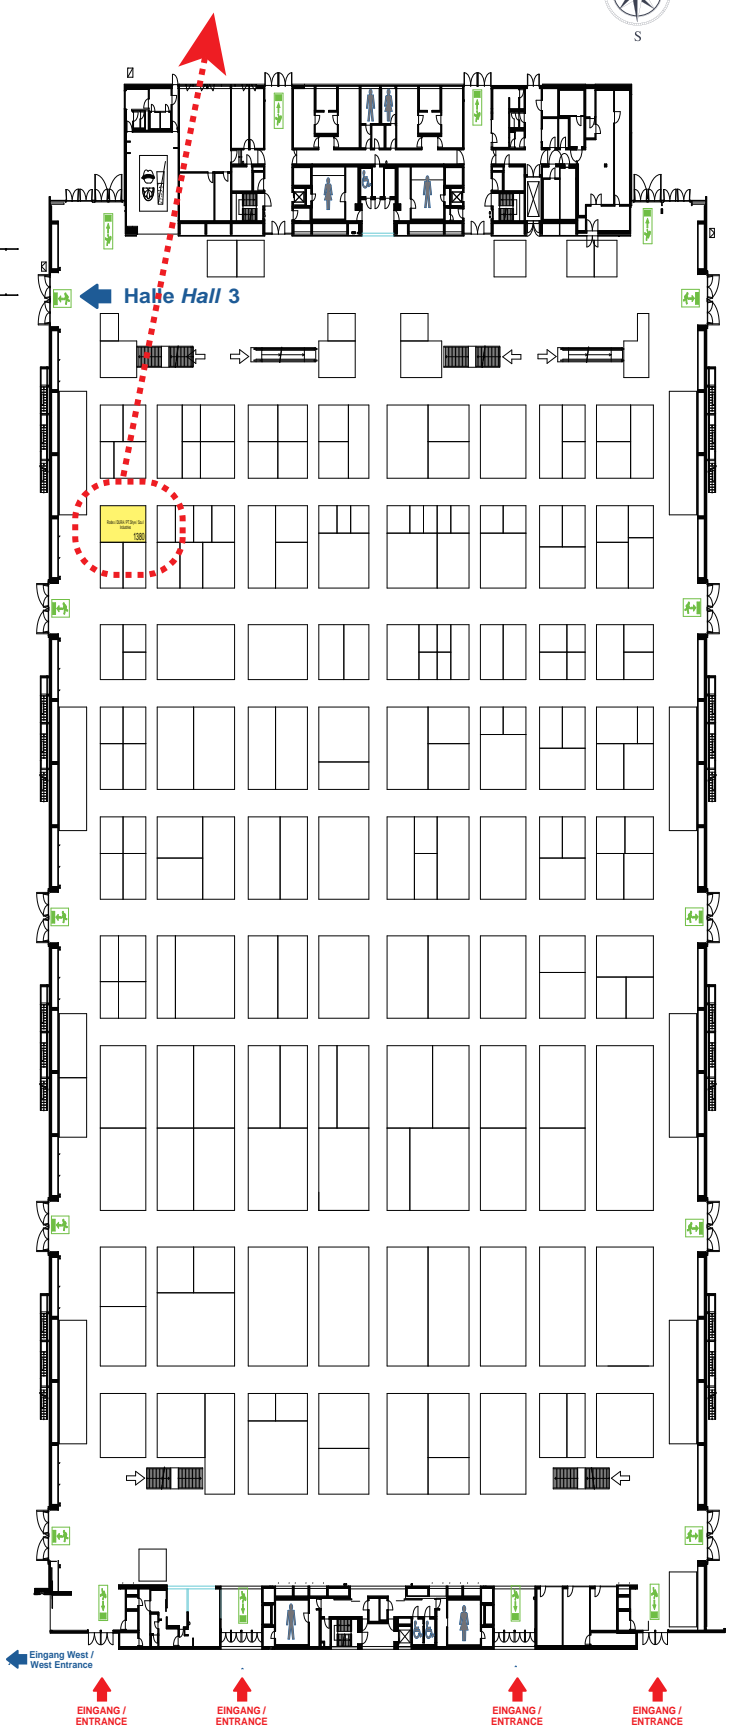 S
Halle Hall 3
1380
Eingang West /
West Entrance
EINGANG /
ENTRANCE
EINGANG /
ENTRANCE
EINGANG /
ENTRANCE
EINGANG /
ENTRANCE